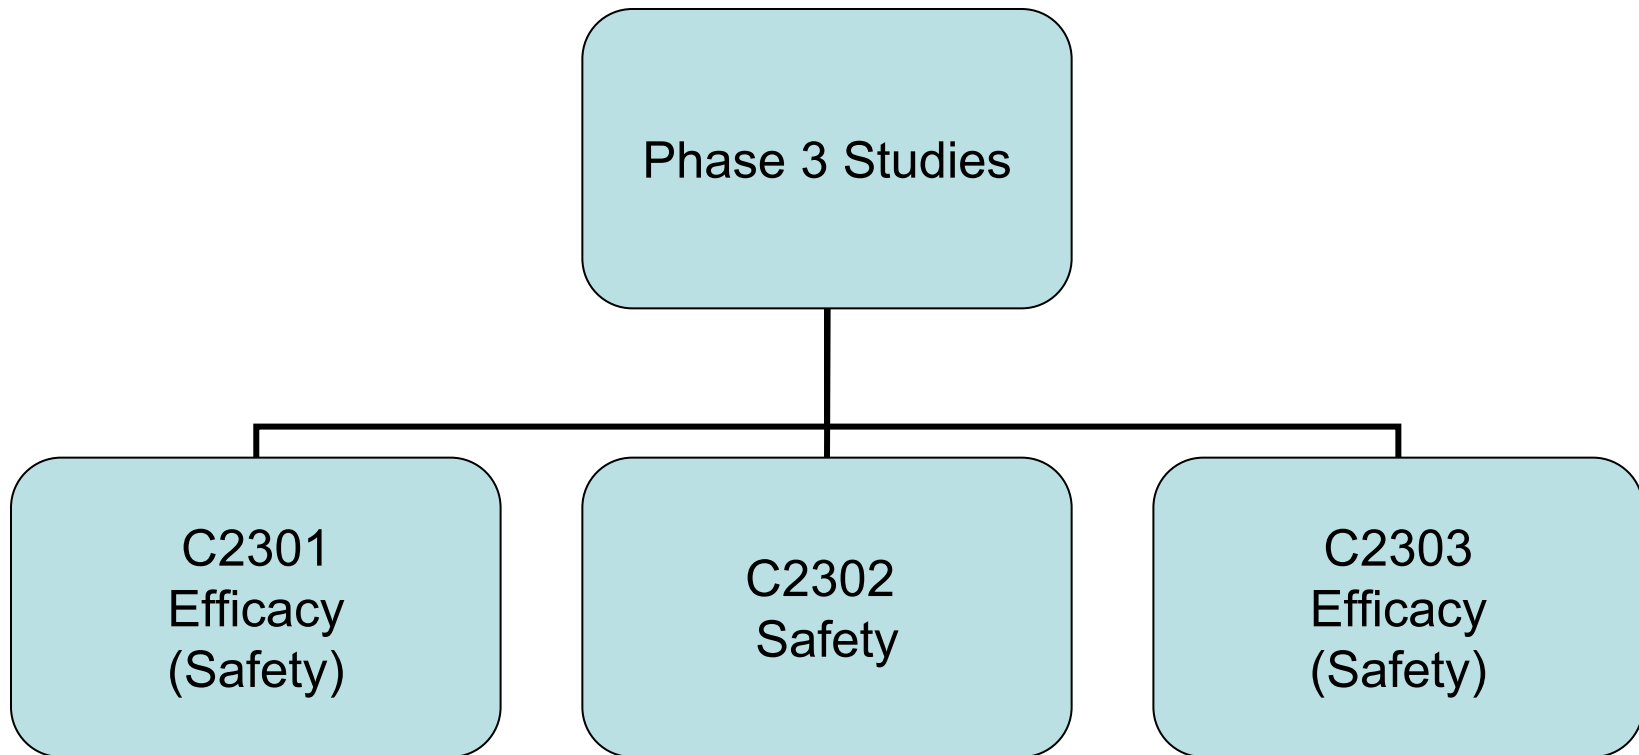 Phase 3 Studies
C2301
Efficacy
(Safety)
C2302
Safety
C2303
Efficacy
(Safety)